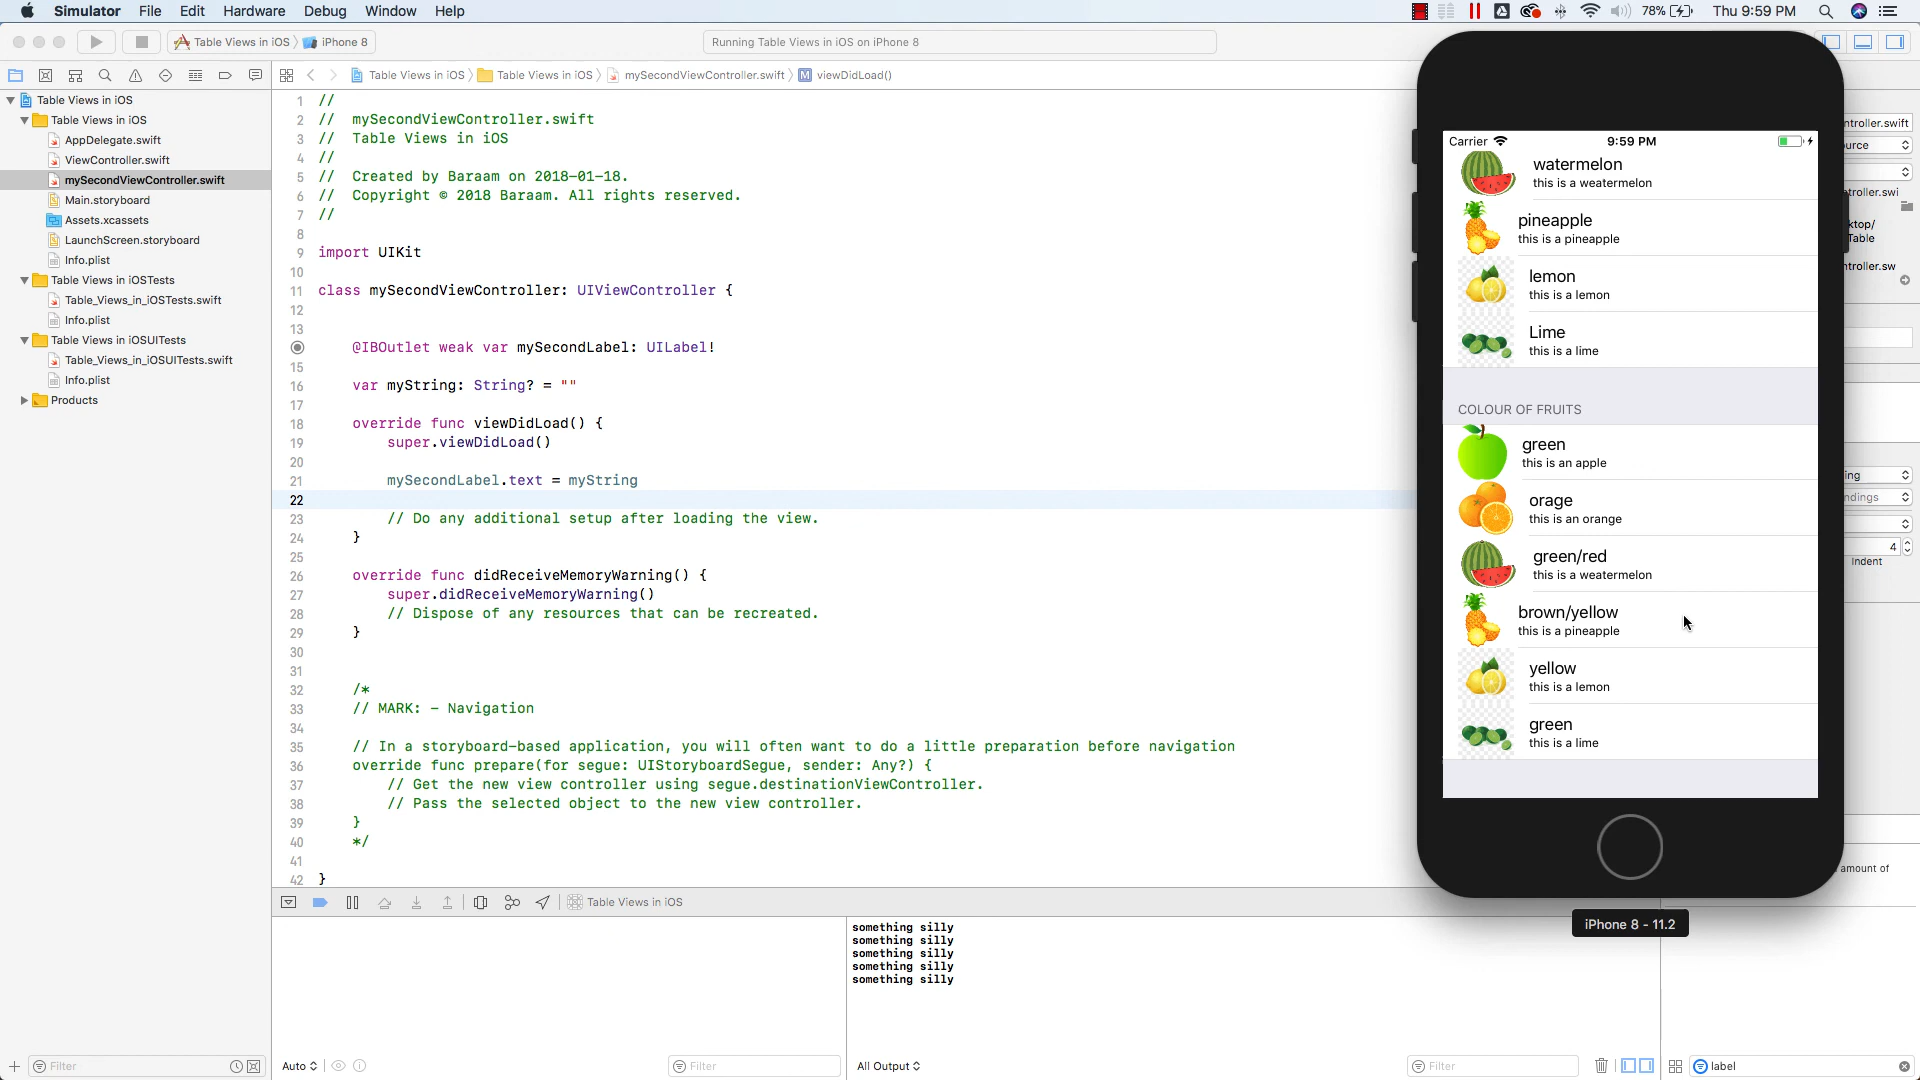 Simulator File Edit Hardware Debug Window Help
78% Thu 9:59 PM
Table Views in iOS iPhone 8
Running Table Views in iOS on iPhone 8
Table Views in iOS Table Views in iOS mySecondViewController.swift M viewDidLoad()
Table Views in iOS
Table Views in iOS
AppDelegate.swift
ViewController.swift
mySecondViewController.swift
Main.storyboard
Assets.xcassets
LaunchScreen.storyboard
Info.plist
Table Views in iOSTests
Table_Views_in_iOSTests.swift
Info.plist
Table Views in iOSUITests
Table_Views_in_iOSUITests.swift
Info.plist
Products
Filter
1 //
2 // mySecondViewController.swift
3 // Table Views in iOS
4 //
5 // Created by Baraam on 2018-01-18.
6 // Copyright © 2018 Baraam. All rights reserved.
7 //
8
9 import UIKit
10
11 class mySecondViewController: UIViewController {
12
13
@IBOutlet weak var mySecondLabel: UILabel!
15
16 var myString: String? = ""
17
18 override func viewDidLoad() {
19 super.viewDidLoad()
20
21 mySecondLabel.text = myString
22
23 // Do any additional setup after loading the view.
24 }
25
26 override func didReceiveMemoryWarning() {
27 super.didReceiveMemoryWarning()
28 // Dispose of any resources that can be recreated.
29 }
30
31
32 /*
33 // MARK: - Navigation
34
35 // In a storyboard-based application, you will often want to do a little preparation before navigation
36 override func prepare(for segue: UIStoryboardSegue, sender: Any?) {
37 // Get the new view controller using segue.destinationViewController.
38 // Pass the selected object to the new view controller.
39 }
40 */
41
42 }
Table Views in iOS
something silly
something silly
something silly
something silly
something silly
Auto
Filter
All Output
Filter
Carrier 9:59 PM
watermelon
this is a weatermelon
pineapple
this is a pineapple
lemon
this is a lemon
Lime
this is a lime
COLOUR OF FRUITS
green
this is an apple
orage
this is an orange
green/red
this is a weatermelon
brown/yellow
this is a pineapple
yellow
this is a lemon
green
this is a lime
iPhone 8 - 11.2
ntroller.swift
urce
troller.swi
ktop/
Table
ntroller.sw
ing
ndings
4
Indent
amount of
label